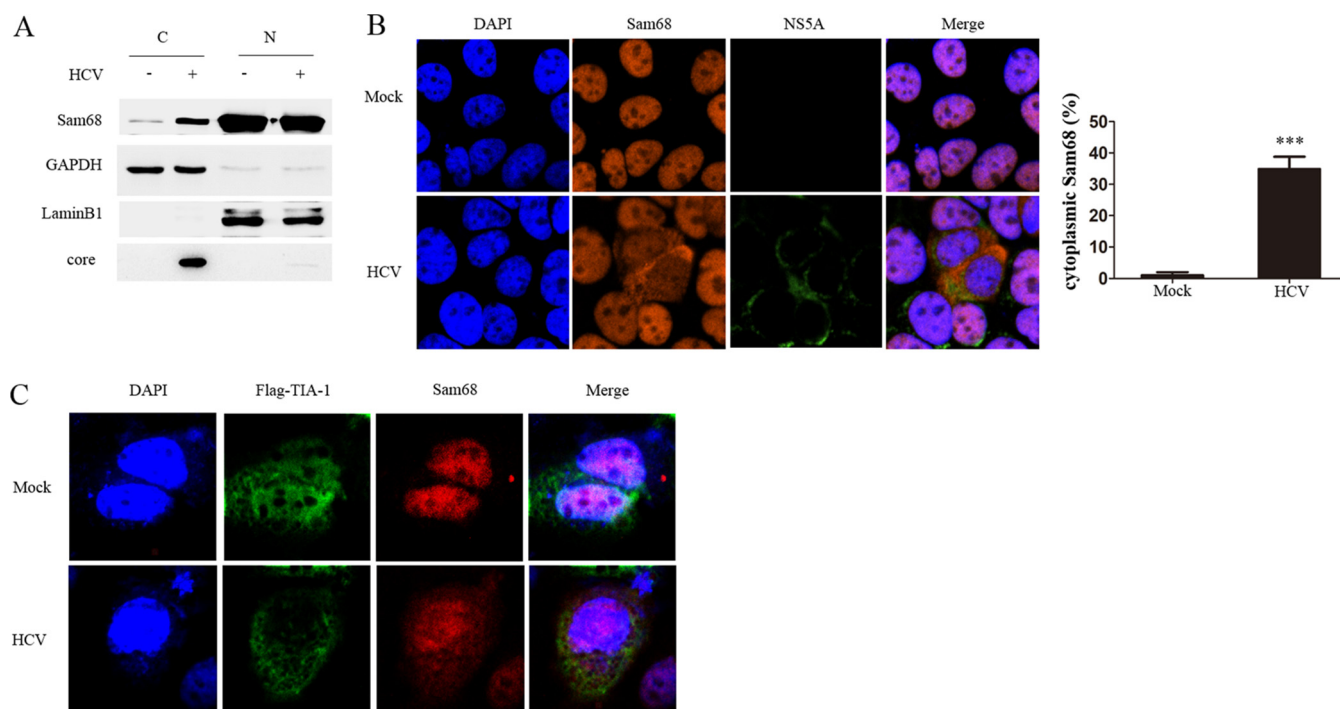 A
C N
HCV - + - +
Sam68
GAPDH
LaminB1
core
B
DAPI Sam68 NS5A Merge
Mock
HCV
cytoplasmic Sam68 (%)
50
40
30
20
10
0
***
Mock HCV
C
DAPI Flag-TIA-1 Sam68 Merge
Mock
HCV